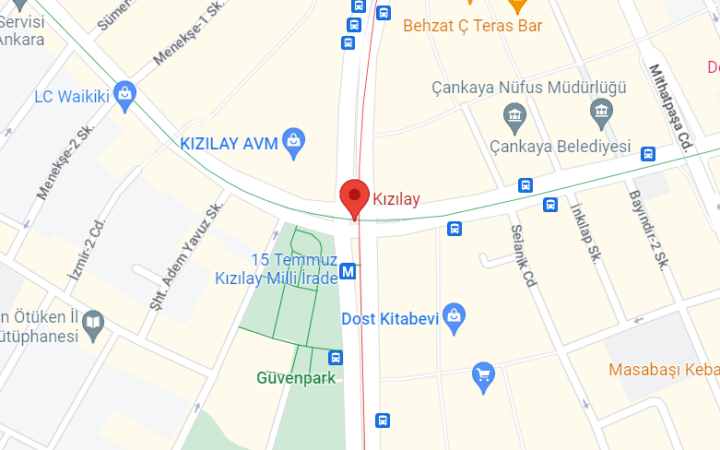 Servisi
Ankara
Sümer
Menekşe-1 Sk.
Behzat Ç Teras Bar
LC Waikiki
Çankaya Nüfus Müdürlüğü
Mithatpaşa Cd.
KIZILAY AVM
Çankaya Belediyesi
Menekşe-2 Sk.
Kızılay
İzmir-2 Cd.
Şht. Adem Yavuz Sk.
Selanik Cd
İnkılap Sk.
Bayındır-2 Sk.
15 Temmuz
Kızılay Milli İrade
M
n Ötüken İl
ütüphanesi
Dost Kitabevi
Güvenpark
Masabaşı Keba